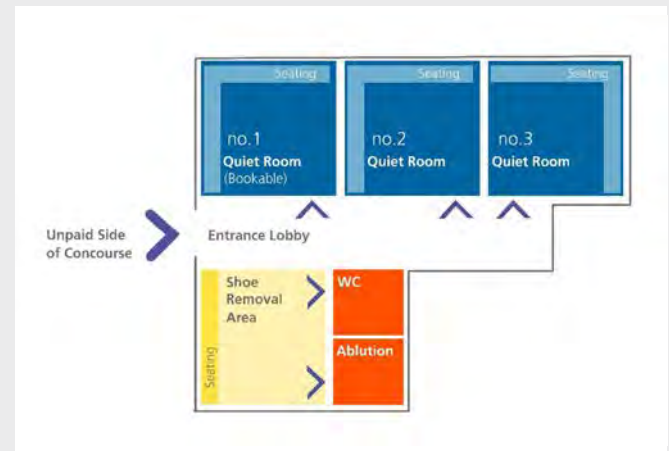 Seating
Seating
Seating
no.1
Quiet Room
(Bookable)
no.2
Quiet Room
no.3
Quiet Room
Unpaid Side
of Concourse
Entrance Lobby
Shoe
Removal
Area
Seating
WC
Ablution